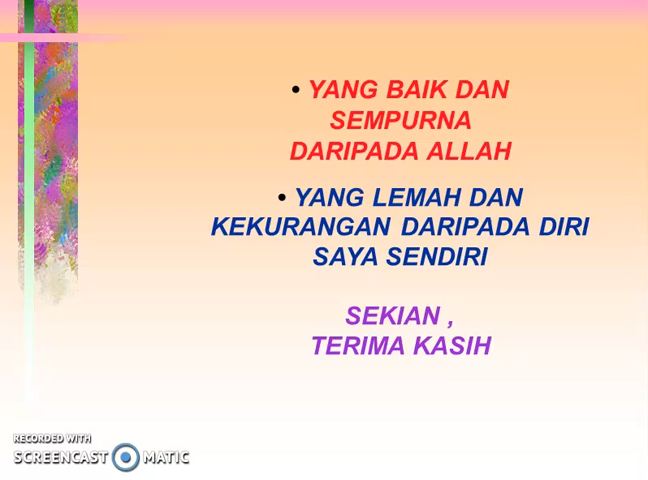 • YANG BAIK DAN
SEMPURNA
DARIPADA ALLAH
• YANG LEMAH DAN
KEKURANGAN DARIPADA DIRI
SAYA SENDIRI
SEKIAN ,
TERIMA KASIH
RECORDED WITH
SCREENCAST MATIC